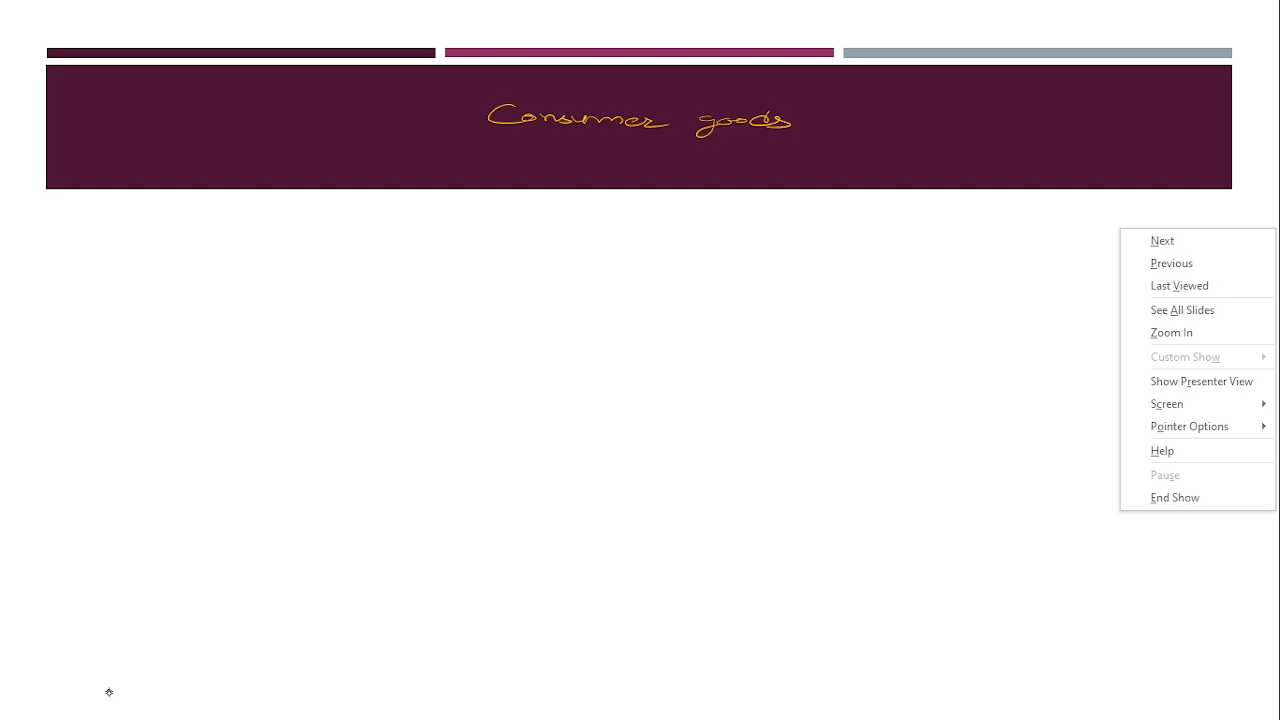 Consumer goods
Next
Previous
Last Viewed
See All Slides
Zoom In
Custom Show
Show Presenter View
Screen
Pointer Options
Help
Pause
End Show